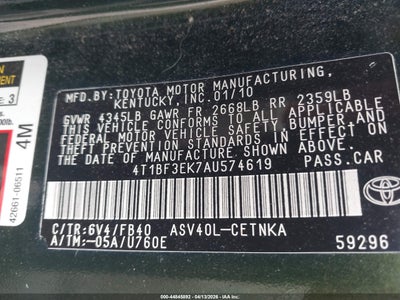 MFD.BY:TOYOTA MOTOR MANUFACTURING,
KENTUCKY, INC. 01/10
GVWR 4345LB GAWR FR 2668LB RR 2359LB
THIS VEHICLE CONFORMS TO ALL APPLICABLE
FEDERAL MOTOR VEHICLE SAFETY, BUMPER, AND
THEFT PREVENTION STANDARDS IN EFFECT ON
THE DATE OF MANUFACTURE SHOWN ABOVE.
4T1BF3EK7AU574619 PASS.CAR
C/TR:6V4/FB40 ASV40L-CETNKA
A/TM:-05A/U760E
TOYOTA
59296
3
4M
42661-06511
000-44845092 - 04/13/2026 - IAA Inc.